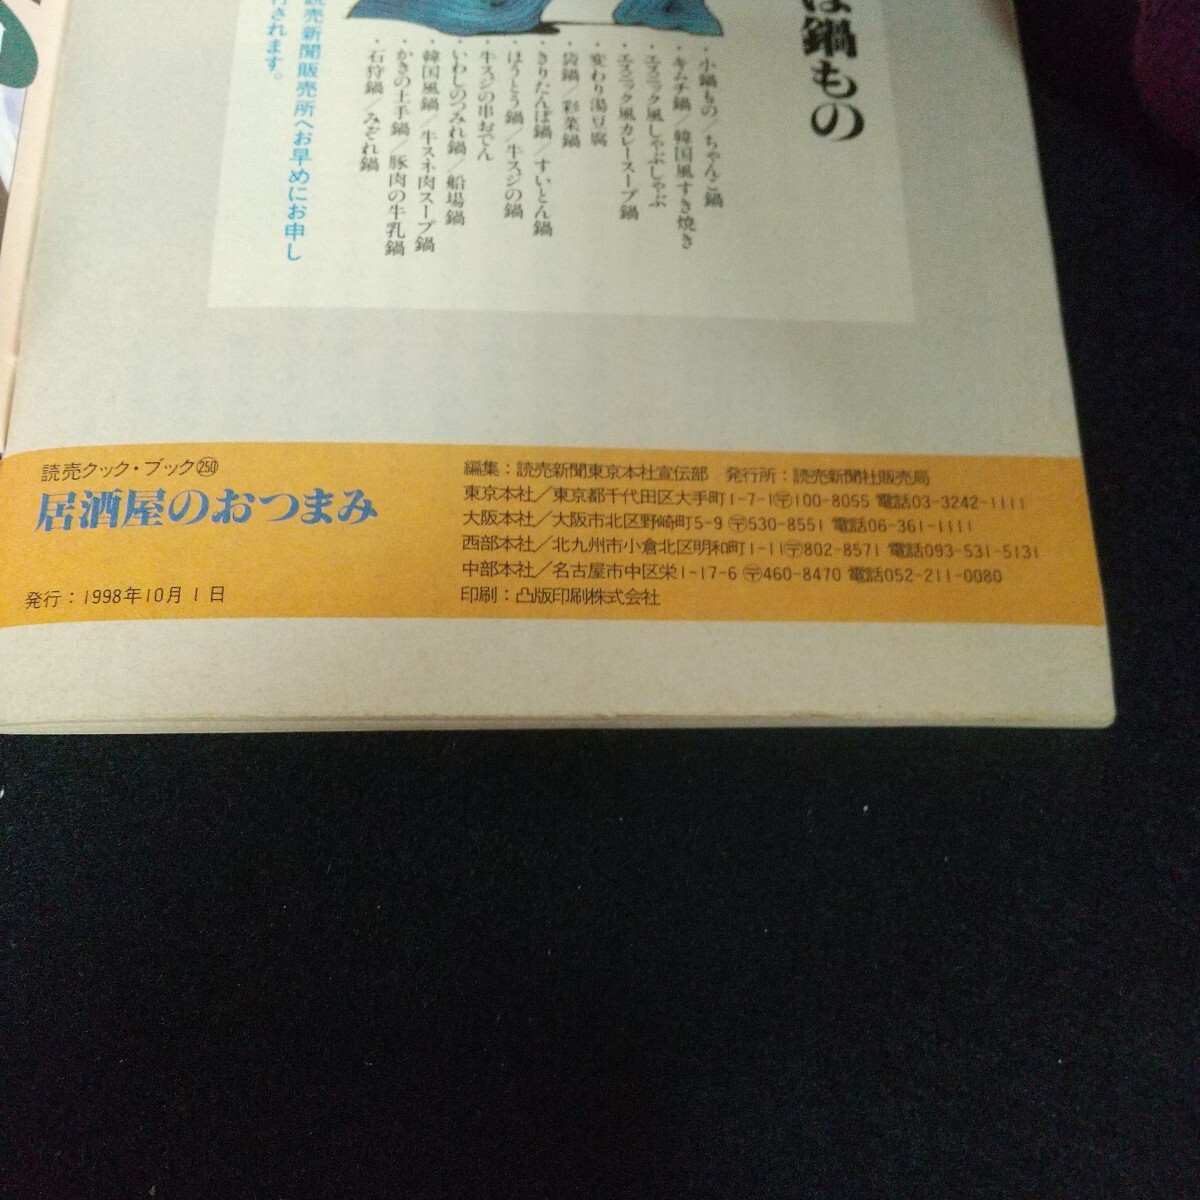 は鍋もの
・小鍋もの／ちゃんこ鍋
・キムチ鍋／韓国風すき焼き
・エスニック風しゃぶしゃぶ
・エスニック風カレースープ鍋
・変わり湯豆腐
・袋鍋／彩菜鍋
・きりたんぽ鍋／すいとん鍋
・ほうとう鍋／牛スジの鍋
・牛スジの串おでん
・いわしのつみれ鍋／船場鍋
・韓国風鍋／牛スネ肉スープ鍋
・かきの土手鍋／豚肉の牛乳鍋
・石狩鍋／みぞれ鍋
読売新聞販売所へお早めにお申し
行されます。
読売クック・ブック250
居酒屋のおつまみ
発行：1998年10月1日
編集：読売新聞東京本社宣伝部 発行所：読売新聞社販売局
東京本社／東京都千代田区大手町1-7-1〒100-8055 電話03-3242-1111
大阪本社／大阪市北区野崎町5-9〒530-8551 電話06-361-1111
西部本社／北九州市小倉北区明和町1-11〒802-8571 電話093-531-5131
中部本社／名古屋市中区栄1-17-6〒460-8470 電話052-211-0080
印刷：凸版印刷株式会社